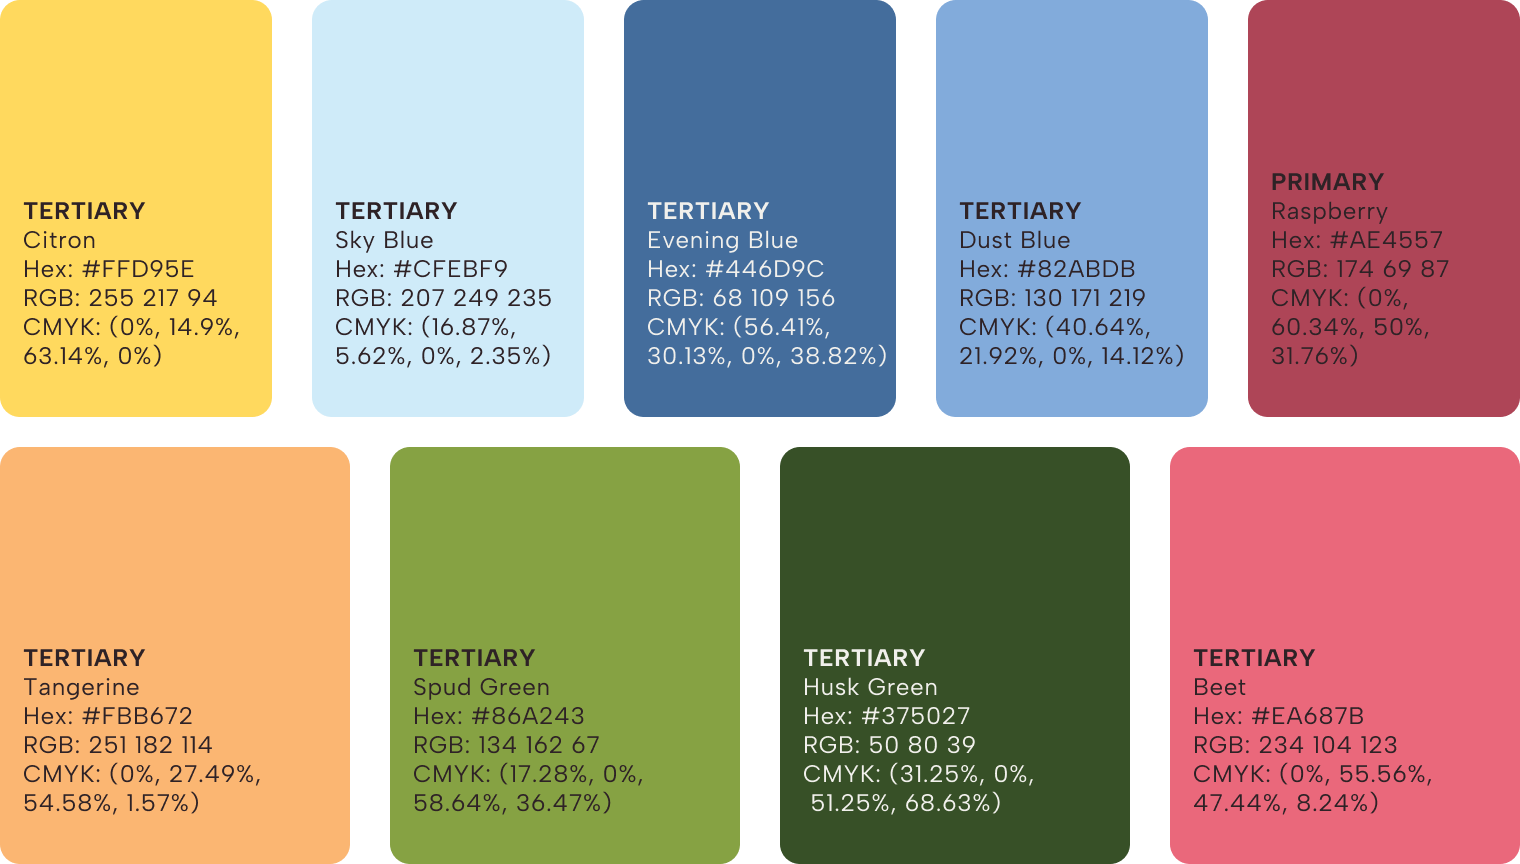 TERTIARY
Citron
Hex: #FFD95E
RGB: 255 217 94
CMYK: (0%, 14.9%,
63.14%, 0%)
TERTIARY
Sky Blue
Hex: #CFEBF9
RGB: 207 249 235
CMYK: (16.87%,
5.62%, 0%, 2.35%)
TERTIARY
Evening Blue
Hex: #446D9C
RGB: 68 109 156
CMYK: (56.41%,
30.13%, 0%, 38.82%)
TERTIARY
Dust Blue
Hex: #82ABDB
RGB: 130 171 219
CMYK: (40.64%,
21.92%, 0%, 14.12%)
PRIMARY
Raspberry
Hex: #AE4557
RGB: 174 69 87
CMYK: (0%,
60.34%, 50%,
31.76%)
TERTIARY
Tangerine
Hex: #FBB672
RGB: 251 182 114
CMYK: (0%, 27.49%,
54.58%, 1.57%)
TERTIARY
Spud Green
Hex: #86A243
RGB: 134 162 67
CMYK: (17.28%, 0%,
58.64%, 36.47%)
TERTIARY
Husk Green
Hex: #375027
RGB: 50 80 39
CMYK: (31.25%, 0%,
51.25%, 68.63%)
TERTIARY
Beet
Hex: #EA687B
RGB: 234 104 123
CMYK: (0%, 55.56%,
47.44%, 8.24%)